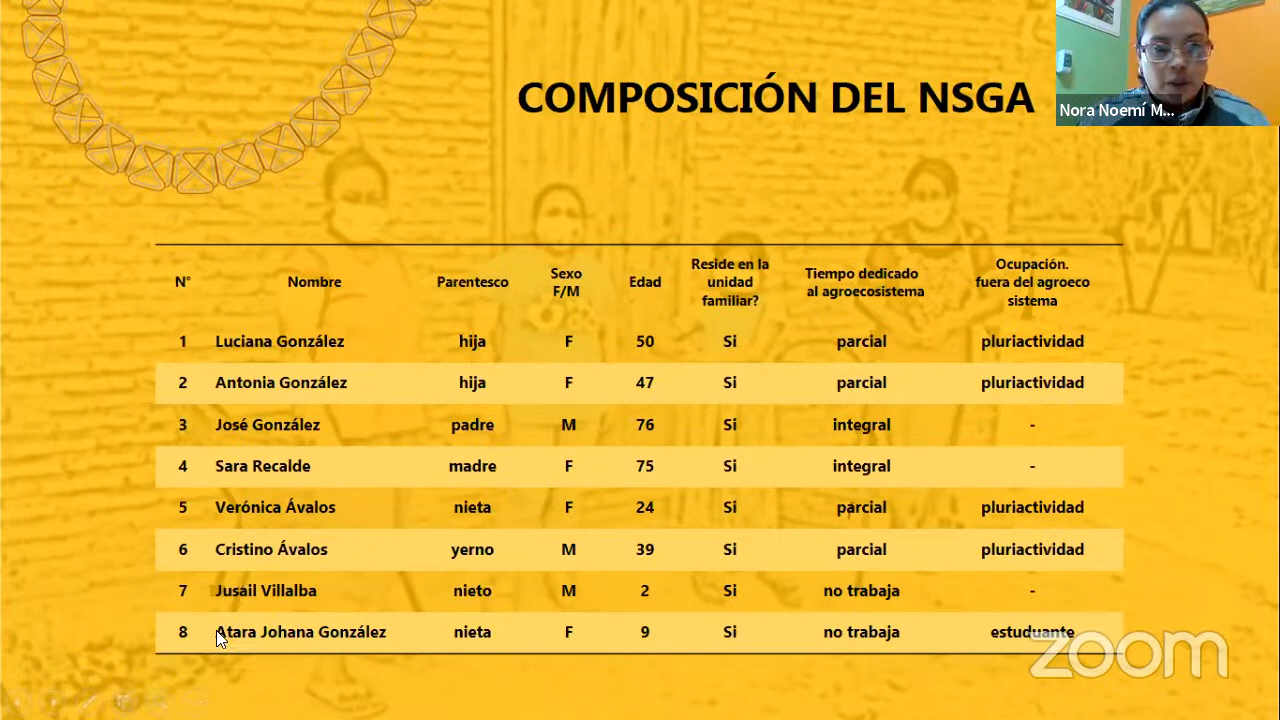 COMPOSICIÓN DEL NSGA
Nora Noemí M...
N° Nombre Parentesco Sexo F/M Edad Reside en la unidad familiar? Tiempo dedicado al agroecosistema Ocupación. fuera del agroeco sistema
1 Luciana González hija F 50 Si parcial pluriactividad
2 Antonia González hija F 47 Si parcial pluriactividad
3 José González padre M 76 Si integral -
4 Sara Recalde madre F 75 Si integral -
5 Verónica Ávalos nieta F 24 Si parcial pluriactividad
6 Cristino Ávalos yerno M 39 Si parcial pluriactividad
7 Jusail Villalba nieto M 2 Si no trabaja -
8 Atara Johana González nieta F 9 Si no trabaja estuduante
zoom